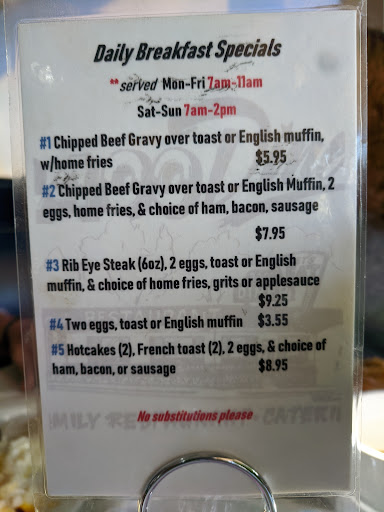 Daily Breakfast Specials
**served Mon-Fri 7am-11am
Sat-Sun 7am-2pm
#1 Chipped Beef Gravy over toast or English muffin,
w/home fries $5.95
#2 Chipped Beef Gravy over toast or English Muffin, 2
eggs, home fries, & choice of ham, bacon, sausage
$7.95
#3 Rib Eye Steak (6oz), 2 eggs, toast or English
muffin, & choice of home fries, grits or applesauce
$9.25
#4 Two eggs, toast or English muffin $3.55
#5 Hotcakes (2), French toast (2), 2 eggs, & choice of
ham, bacon, or sausage $8.95
No substitutions please